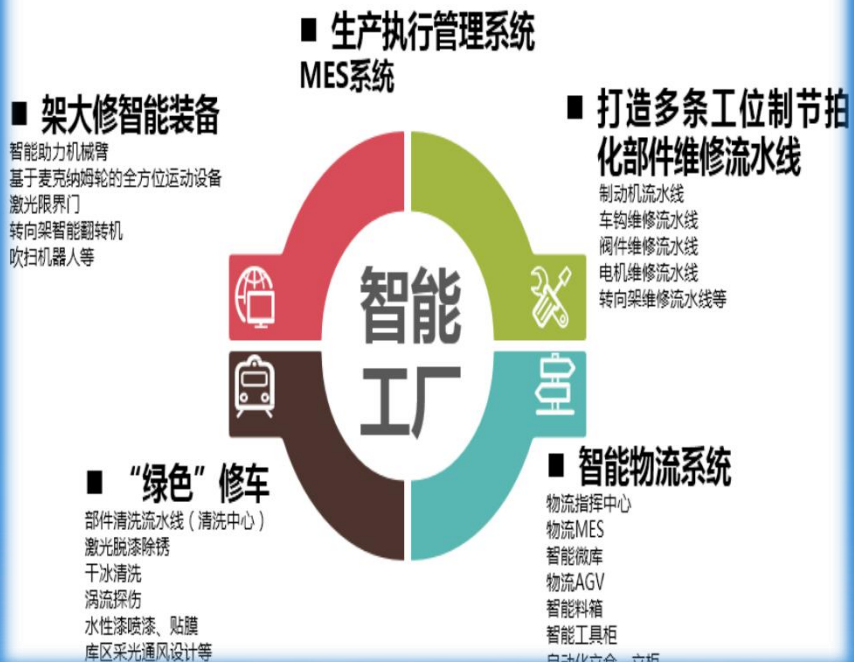 ■ 生产执行管理系统
MES系统
■ 架大修智能装备
智能助力机械臂
基于麦克纳姆轮的全方位运动设备
激光限界门
转向架智能翻转机
吹扫机器人等
■ 打造多条工位制节拍
化部件维修流水线
制动机流水线
车钩维修流水线
阀件维修流水线
电机维修流水线
转向架维修流水线等
智能
工厂
■ “绿色”修车
部件清洗流水线（清洗中心）
激光脱漆除锈
干冰清洗
涡流探伤
水性漆喷漆、贴膜
库区采光通风设计等
■ 智能物流系统
物流指挥中心
物流MES
智能微库
物流AGV
智能料箱
智能工具柜